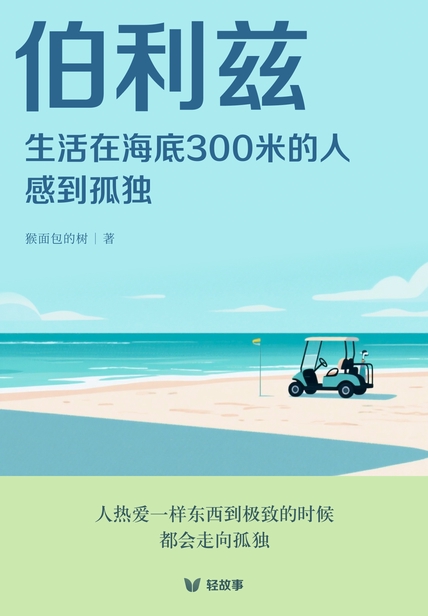 伯利兹
生活在海底300米的人
感到孤独
猴面包的树｜著
人热爱一样东西到极致的时候
都会走向孤独
轻故事